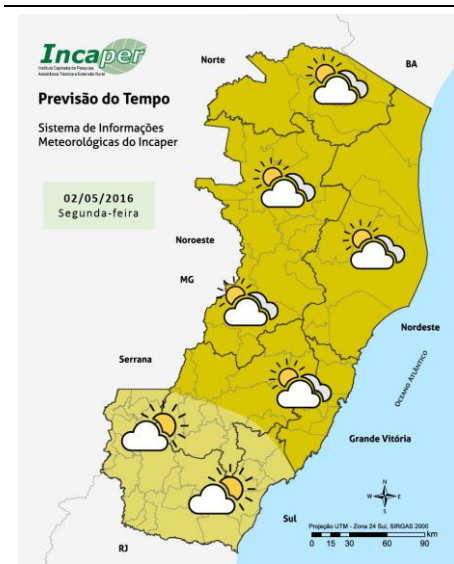 Incaper
Instituto Capixaba de Pesquisa,
Assistência Técnica e Extensão Rural
Previsão do Tempo
Sistema de Informações
Meteorológicas do Incaper
02/05/2016
Segunda-feira
Norte
BA
Noroeste
MG
Nordeste
OCEANO ATLÂNTICO
Serrana
Grande Vitória
N
W E
S
Sul
RJ
Projeção UTM - Zona 24 Sul, SIRGAS 2000
km
0 15 30 60 90